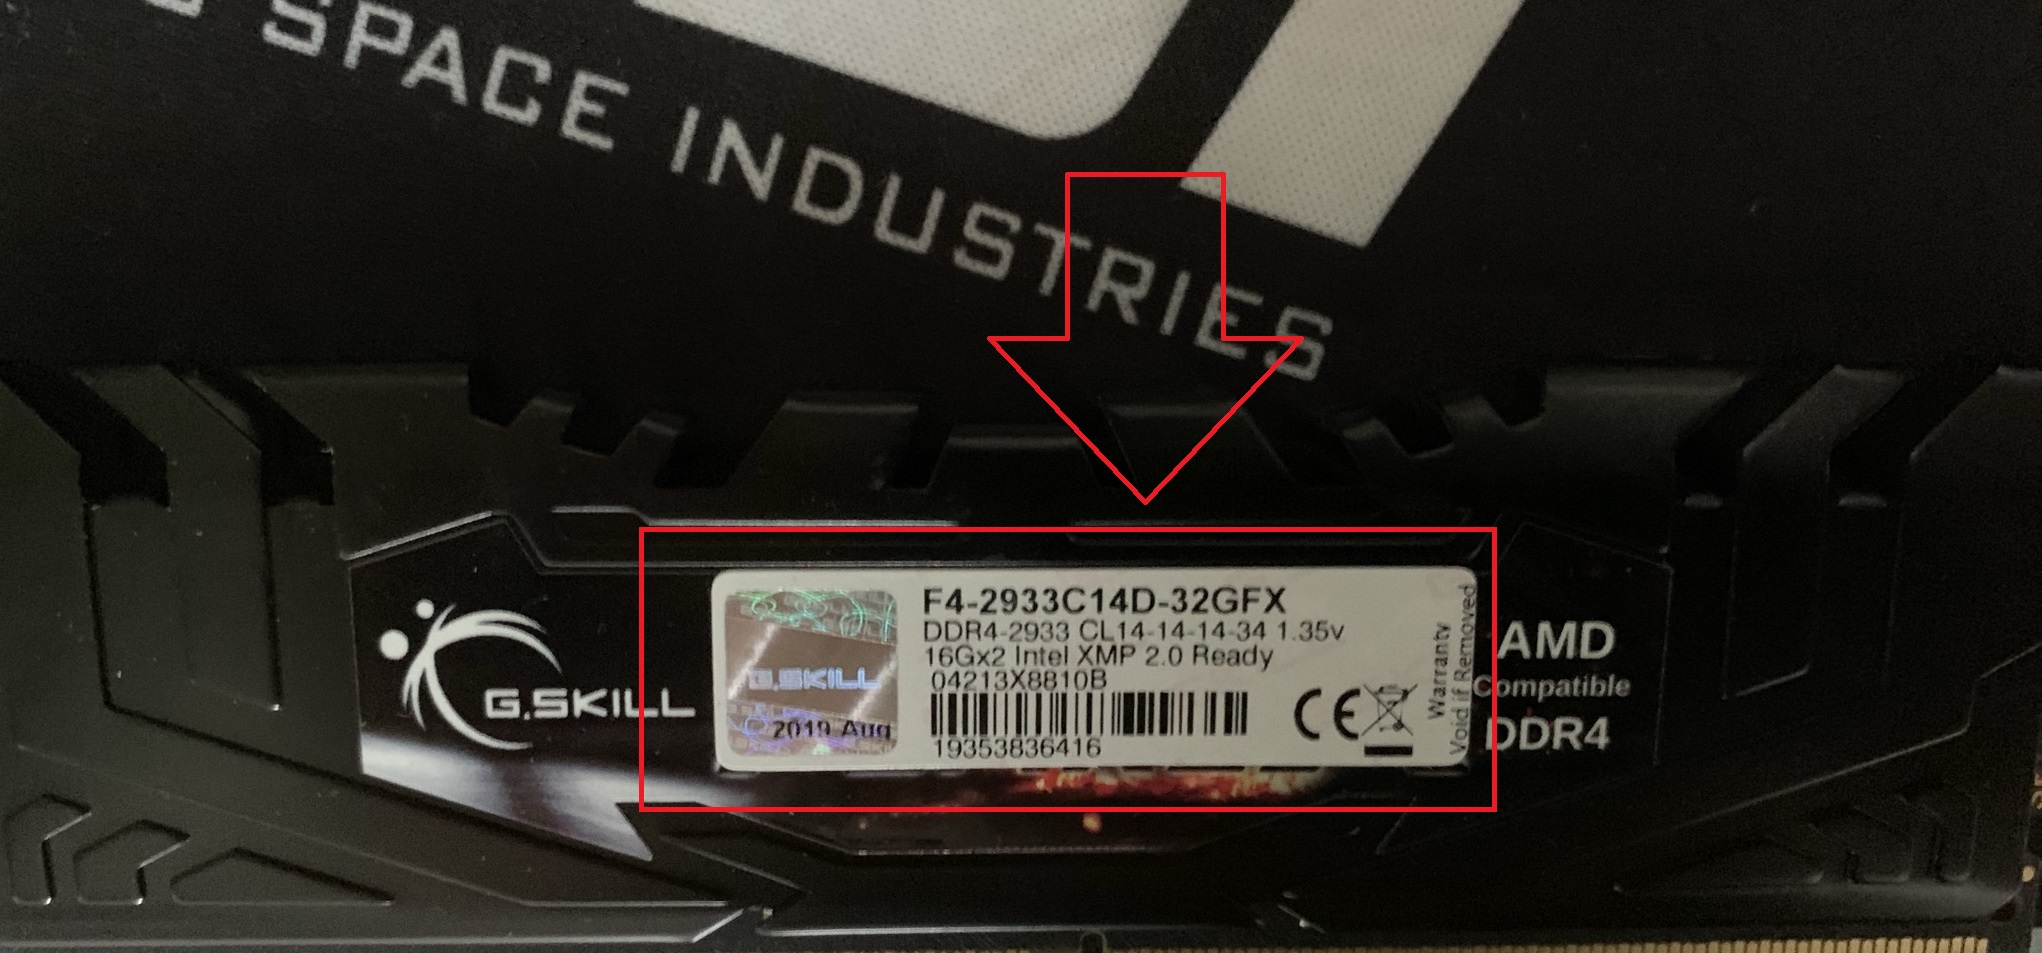 SPACE INDUSTRIES
G.SKILL
G.SKILL
2019 Aug
F4-2933C14D-32GFX
DDR4-2933 CL14-14-14-34 1.35v
16Gx2 Intel XMP 2.0 Ready
04213X8810B
19353836416
CE
Warranty
Void if Removed
AMD
Compatible
DDR4